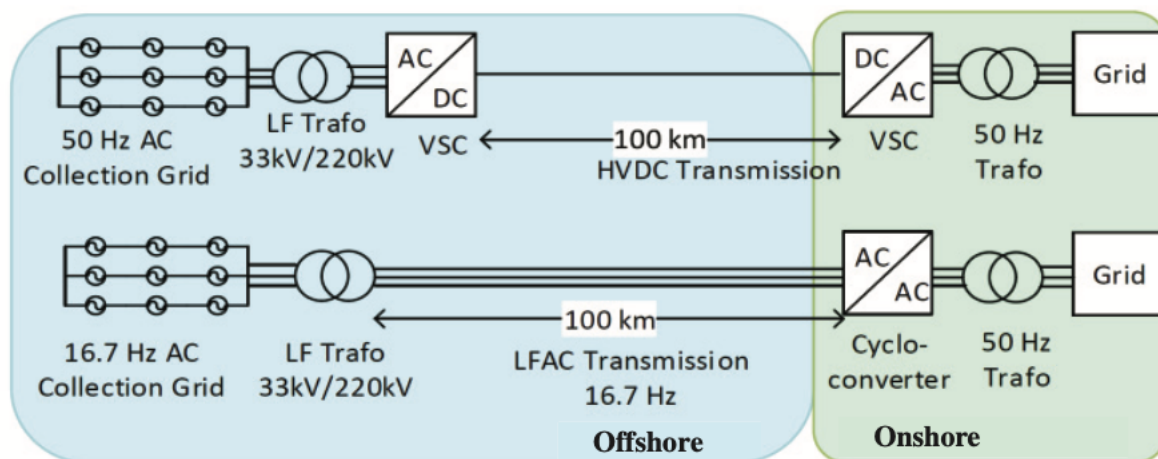 AC
DC
DC
AC
Grid
50 Hz AC
Collection Grid
LF Trafo
33kV/220kV
VSC
100 km
HVDC Transmission
VSC
50 Hz
Trafo
AC
AC
Grid
16.7 Hz AC
Collection Grid
LF Trafo
33kV/220kV
100 km
LFAC Transmission
16.7 Hz
Cyclo-
converter
50 Hz
Trafo
Offshore
Onshore